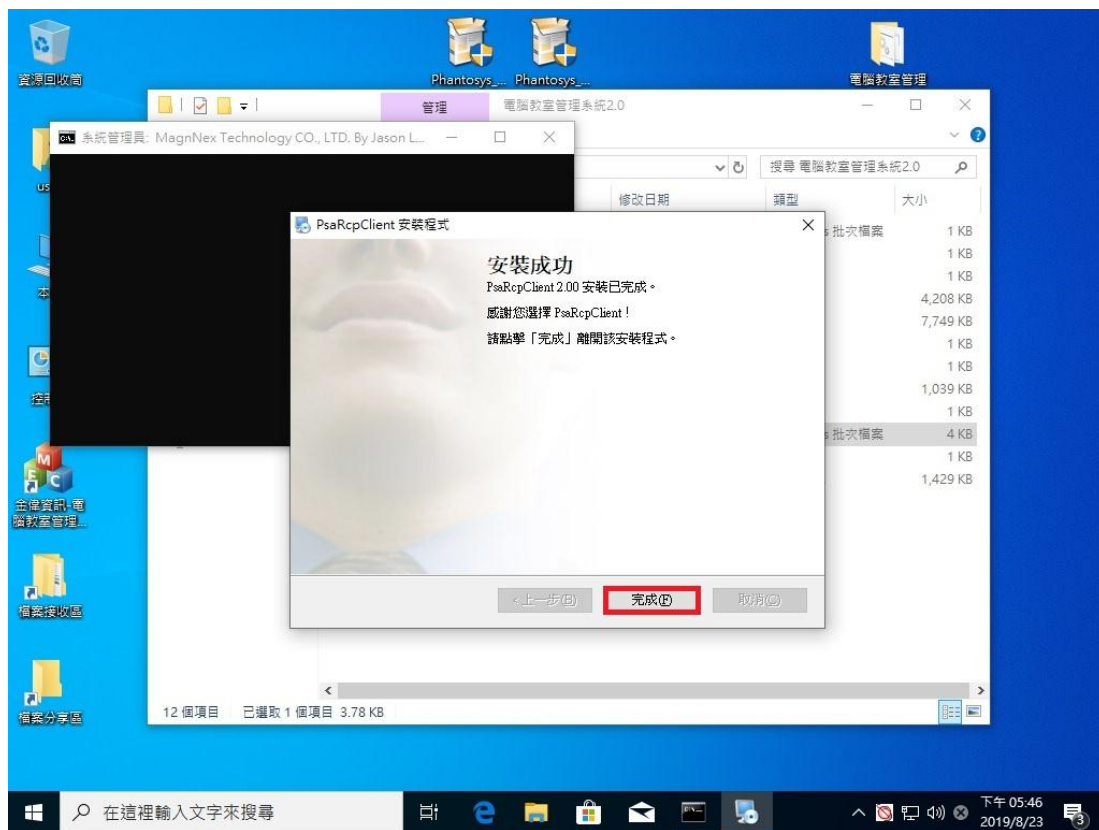 資源回收筒
Phantosys_...
Phantosys_...
電腦教室管理
管理
電腦教室管理系統2.0
系統管理員: MagnNex Technology CO., LTD. By Jason L...
搜尋 電腦教室管理系統2.0
us
修改日期
類型
大小
PsaRcpClient 安裝程式
安裝成功
PsaRcpClient 2.00 安裝已完成。
感謝您選擇 PsaRcpClient！
請點擊「完成」離開該安裝程式。
s 批次檔案
1 KB
1 KB
1 KB
4,208 KB
7,749 KB
1 KB
1 KB
1,039 KB
1 KB
s 批次檔案
4 KB
1 KB
1,429 KB
本
控制
金偉資訊-電
腦教室管理...
檔案接收區
檔案分享區
<上一步(B)
完成(F)
取消(C)
12 個項目
已選取 1 個項目 3.78 KB
在這裡輸入文字來搜尋
下午 05:46
2019/8/23
3